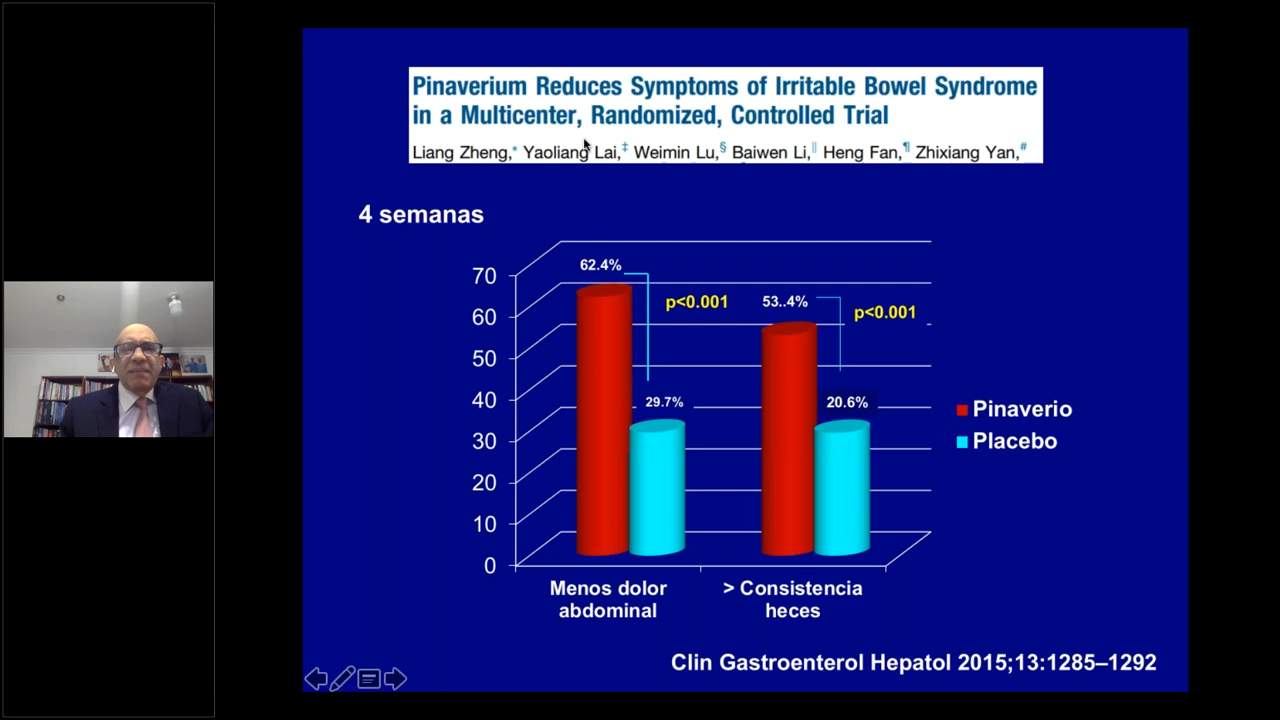 Pinaverium Reduces Symptoms of Irritable Bowel Syndrome
in a Multicenter, Randomized, Controlled Trial
Liang Zheng,* Yaoliang Lai,‡ Weimin Lu,§ Baiwen Li,|| Heng Fan,¶ Zhixiang Yan,#
4 semanas
70
60
50
40
30
20
10
0
62.4%
p<0.001
29.7%
53..4%
p<0.001
20.6%
Pinaverio
Placebo
Menos dolor
abdominal
> Consistencia
heces
Clin Gastroenterol Hepatol 2015;13:1285–1292